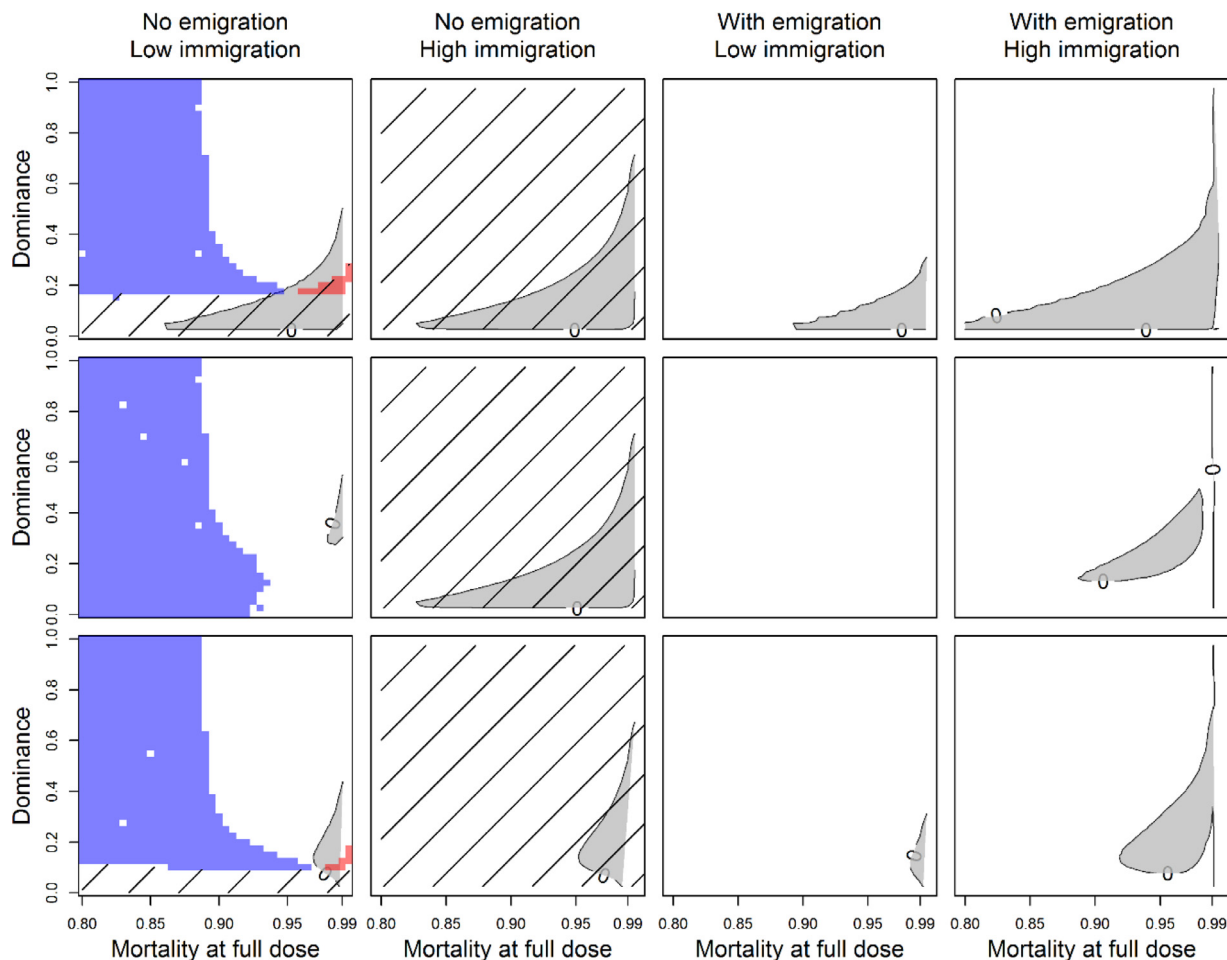 No emigration
Low immigration
No emigration
High immigration
With emigration
Low immigration
With emigration
High immigration
Dominance
0.0 0.2 0.4 0.6 0.8 1.0
0
0
0
0
0
Dominance
0.0 0.2 0.4 0.6 0.8 1.0
0
0
0
0
Dominance
0.0 0.2 0.4 0.6 0.8 1.0
0
0
0
0
0.80 0.85 0.90 0.95 0.99
0.80 0.85 0.90 0.95 0.99
0.80 0.85 0.90 0.95 0.99
0.80 0.85 0.90 0.95 0.99
Mortality at full dose
Mortality at full dose
Mortality at full dose
Mortality at full dose